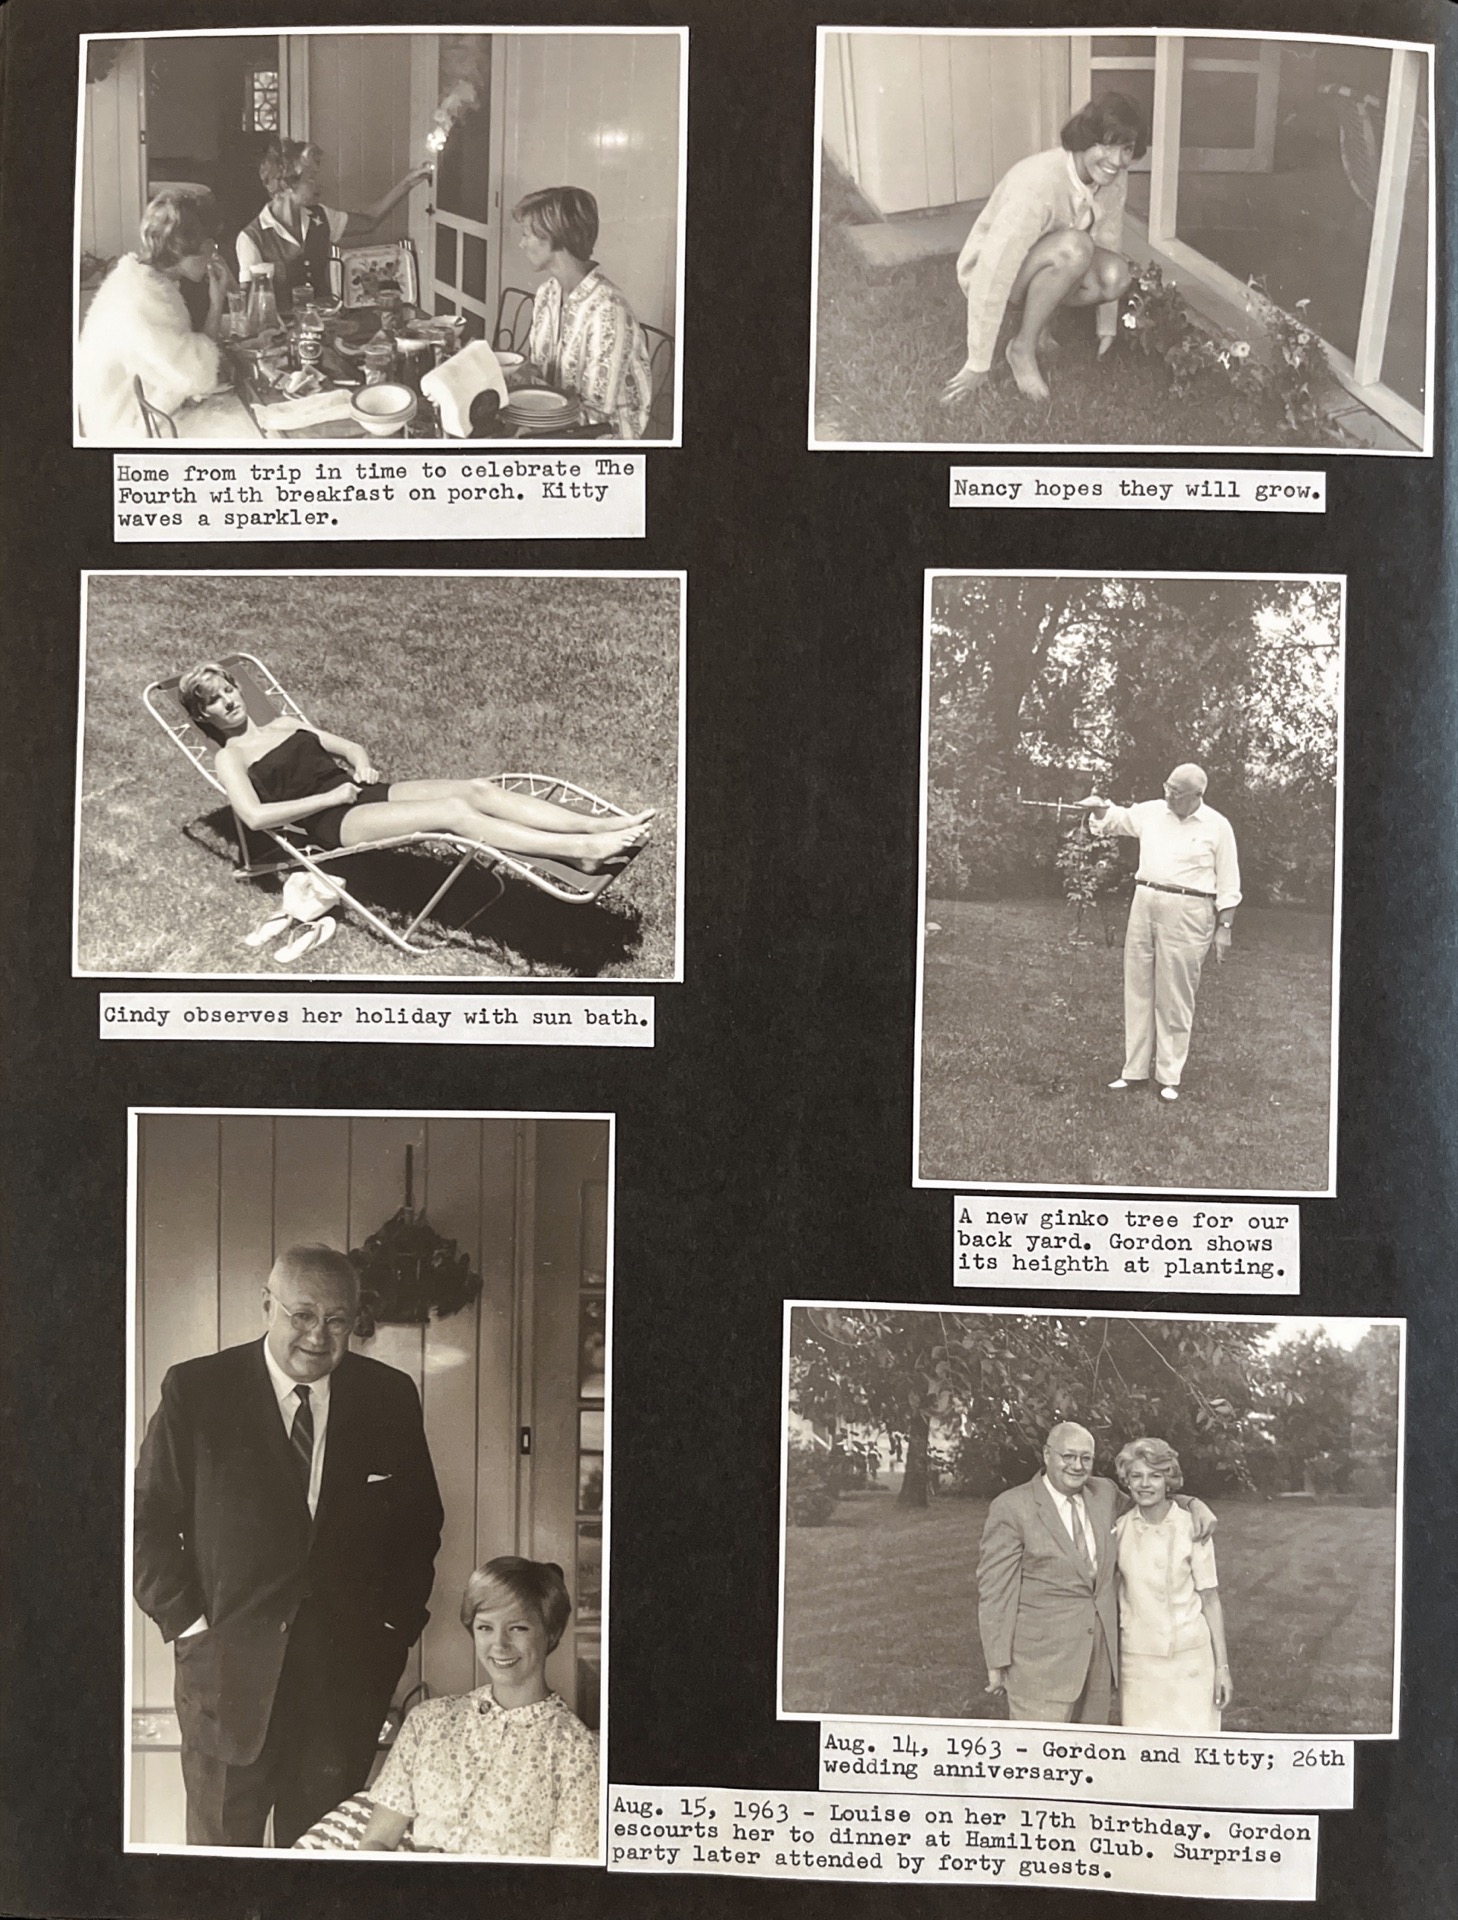 Home from trip in time to celebrate The
Fourth with breakfast on porch. Kitty
waves a sparkler.
Nancy hopes they will grow.
Cindy observes her holiday with sun bath.
A new ginko tree for our
back yard. Gordon shows
its heighth at planting.
Aug. 14, 1963 - Gordon and Kitty; 26th
wedding anniversary.
Aug. 15, 1963 - Louise on her 17th birthday. Gordon
escourts her to dinner at Hamilton Club. Surprise
party later attended by forty guests.